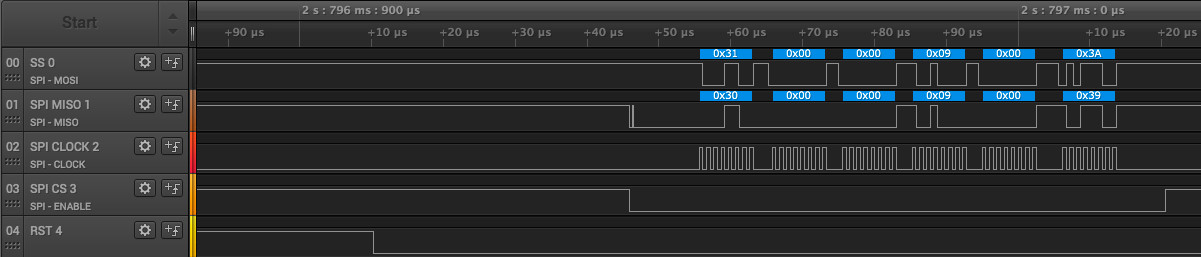 Start
2 s : 796 ms : 900 µs
2 s : 797 ms : 0 µs
+90 µs
+10 µs
+20 µs
+30 µs
+40 µs
+50 µs
+60 µs
+70 µs
+80 µs
+90 µs
+10 µs
+20 µs
00
SS 0
SPI - MOSI
0x31
0x00
0x00
0x09
0x00
0x3A
01
SPI MISO 1
SPI - MISO
0x30
0x00
0x00
0x09
0x00
0x39
02
SPI CLOCK 2
SPI - CLOCK
03
SPI CS 3
SPI - ENABLE
04
RST 4